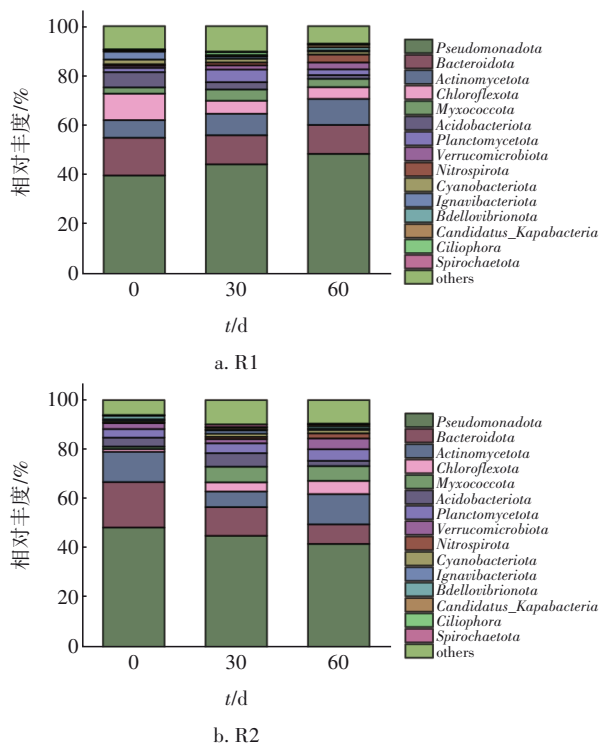 100
80
60
40
20
0
相对丰度/%
0 30 60
t/d
Pseudomonadota
Bacteroidota
Actinomycetota
Chloroflexota
Myxococcota
Acidobacteriota
Planctomycetota
Verrucomicrobiota
Nitrospirota
Cyanobacteriota
Ignavibacteriota
Bdellovibrionota
Candidatus_Kapabacteria
Ciliophora
Spirochaetota
others
a. R1
100
80
60
40
20
0
相对丰度/%
0 30 60
t/d
Pseudomonadota
Bacteroidota
Actinomycetota
Chloroflexota
Myxococcota
Acidobacteriota
Planctomycetota
Verrucomicrobiota
Nitrospirota
Cyanobacteriota
Ignavibacteriota
Bdellovibrionota
Candidatus_Kapabacteria
Ciliophora
Spirochaetota
others
b. R2